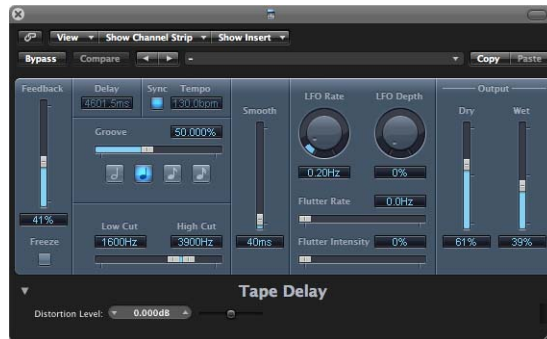 View Show Channel Strip Show Insert
Bypass Compare - Copy Paste
Feedback Delay Sync Tempo Smooth LFO Rate LFO Depth Output
4601.5ms 130.0bpm Dry Wet
Groove 50.000%
0.20Hz 0%
Flutter Rate 0.0Hz
41% Low Cut High Cut
Freeze 1600Hz 3900Hz 40ms Flutter Intensity 0% 61% 39%
Tape Delay
Distortion Level: 0.000dB